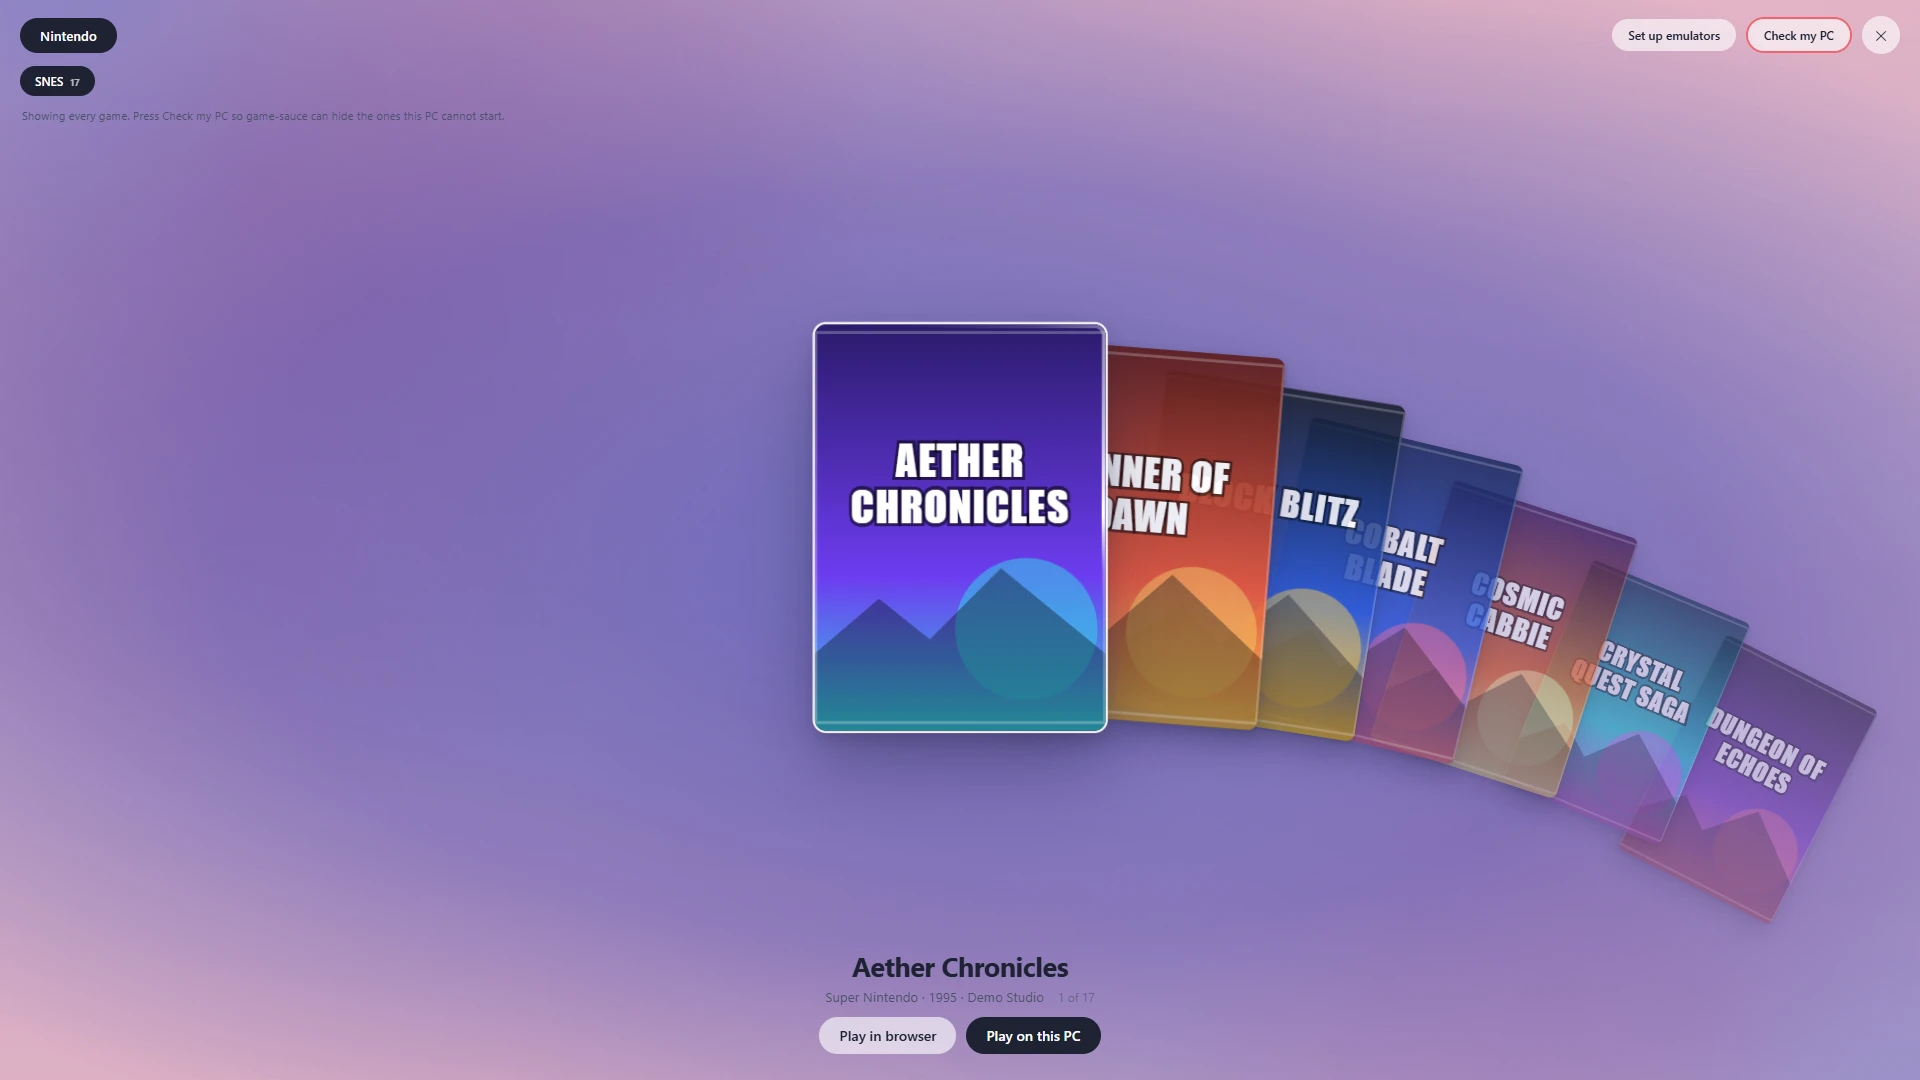 Nintendo
Set up emulators
Check my PC
SNES 17
Showing every game. Press Check my PC so game-sauce can hide the ones this PC cannot start.
AETHER
CHRONICLES
NNER OF
DAWN
BLITZ
COBALT
BLADE
COSMIC
CABBIE
CRYSTAL
QUEST SAGA
DUNGEON OF
ECHOES
Aether Chronicles
Super Nintendo · 1995 · Demo Studio 1 of 17
Play in browser
Play on this PC